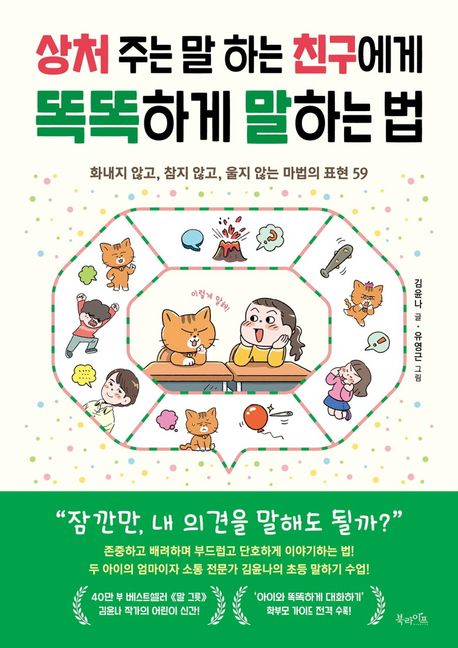 상처 주는 말 하는 친구에게
똑똑하게 말하는 법
화내지 않고, 참지 않고, 울지 않는 마법의 표현 59
김윤나 글 · 유영근 그림
이렇게 말해!
“잠깐만, 내 의견을 말해도 될까?”
존중하고 배려하며 부드럽고 단호하게 이야기하는 법!
두 아이의 엄마이자 소통 전문가 김윤나의 초등 말하기 수업!
40만 부 베스트셀러 《말 그릇》
김윤나 작가의 어린이 신간!
‘아이와 똑똑하게 대화하기’
학부모 가이드 전격 수록!
북라이프